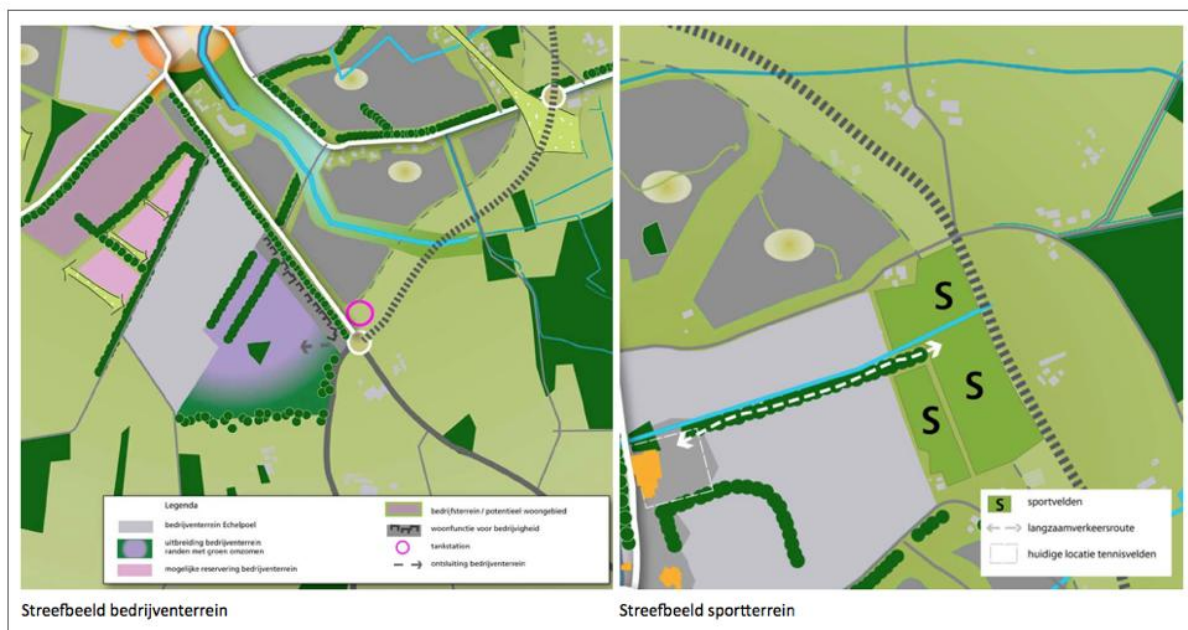 S
S
S
Legenda
bedrijventerrein Echelpoel
uitbreiding bedrijventerrein
randen met groen omzomen
mogelijke reservering bedrijventerrein
bedrijfsterrein / potentieel woongebied
woonfunctie voor bedrijvigheid
tankstation
ontsluiting bedrijventerrein
S sportvelden
langzaamverkeersroute
huidige locatie tennisvelden
Streefbeeld bedrijventerrein
Streefbeeld sportterrein